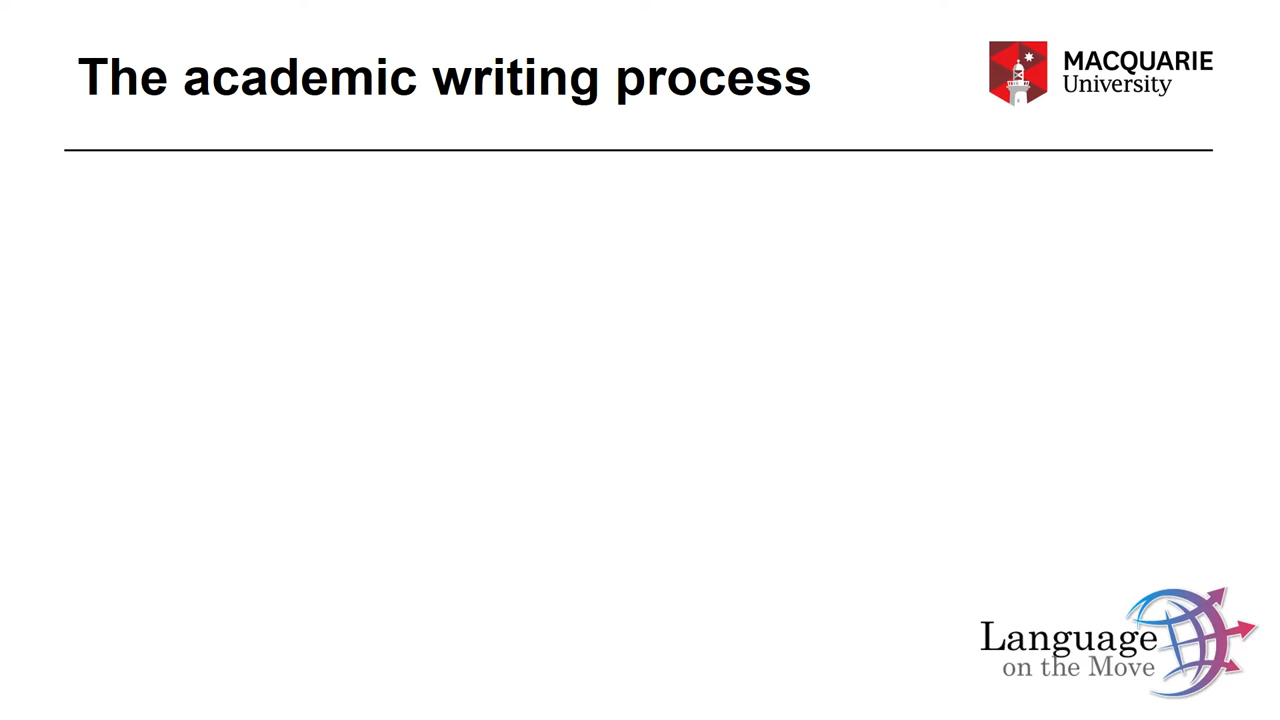 The academic writing process
MACQUARIE
University
Language
on the Move